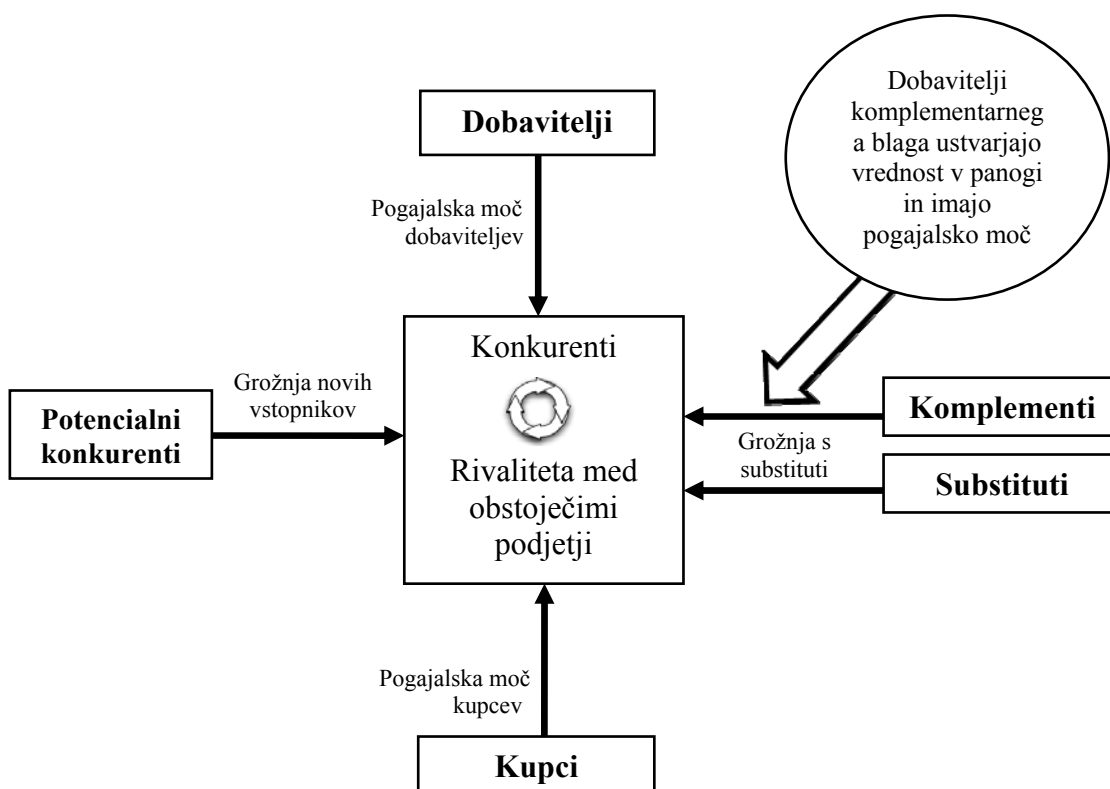 Dobavitelji
komplementarneg
a blaga ustvarjajo
vrednost v panogi
in imajo
pogajalsko moč
Dobavitelji
Pogajalska moč
dobaviteljev
Konkurenti
Rivaliteta med
obstoječimi
podjetji
Grožnja novih
vstopnikov
Potencialni
konkurenti
Komplementi
Grožnja s
substituti
Substituti
Pogajalska moč
kupcev
Kupci